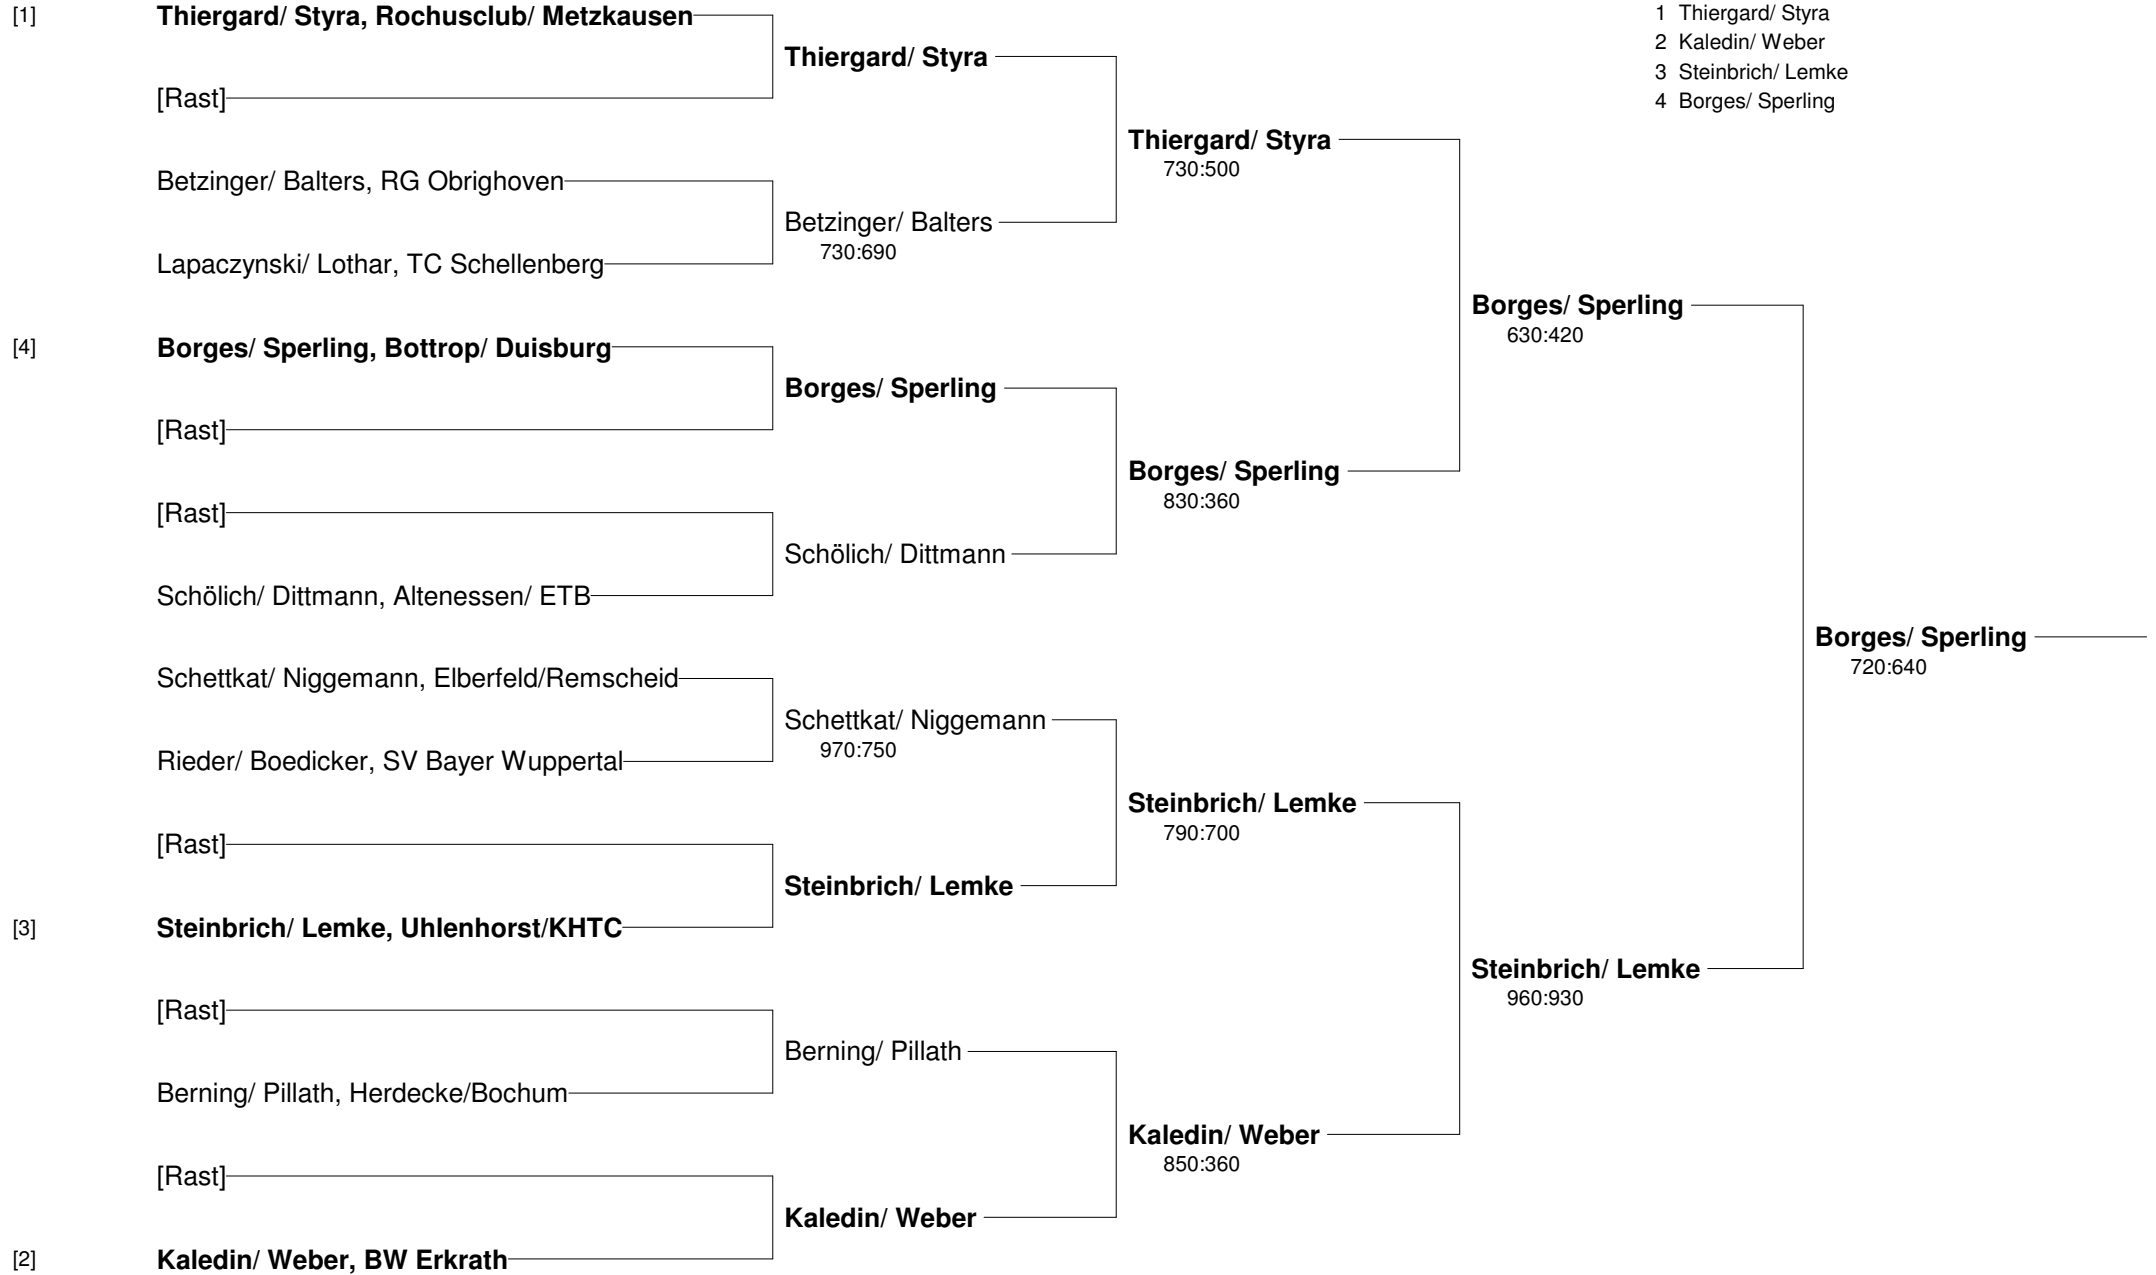 [1]
Thiergard/ Styra, Rochusclub/ Metzkausen
[Rast]
Betzinger/ Balters, RG Obrighoven
Lapaczynski/ Lothar, TC Schellenberg
[4]
Borges/ Sperling, Bottrop/ Duisburg
[Rast]
[Rast]
Schölich/ Dittmann, Altenessen/ ETB
Schettkat/ Niggemann, Elberfeld/Remscheid
Rieder/ Boedicker, SV Bayer Wuppertal
[Rast]
[3]
Steinbrich/ Lemke, Uhlenhorst/KHTC
[Rast]
Berning/ Pillath, Herdecke/Bochum
[Rast]
[2]
Kaledin/ Weber, BW Erkrath
Thiergard/ Styra
Betzinger/ Balters
730:690
Borges/ Sperling
Schölich/ Dittmann
Schettkat/ Niggemann
970:750
Steinbrich/ Lemke
Berning/ Pillath
Kaledin/ Weber
Thiergard/ Styra
730:500
Borges/ Sperling
830:360
Steinbrich/ Lemke
790:700
Kaledin/ Weber
850:360
Borges/ Sperling
630:420
Steinbrich/ Lemke
960:930
Borges/ Sperling
720:640
1 Thiergard/ Styra
2 Kaledin/ Weber
3 Steinbrich/ Lemke
4 Borges/ Sperling